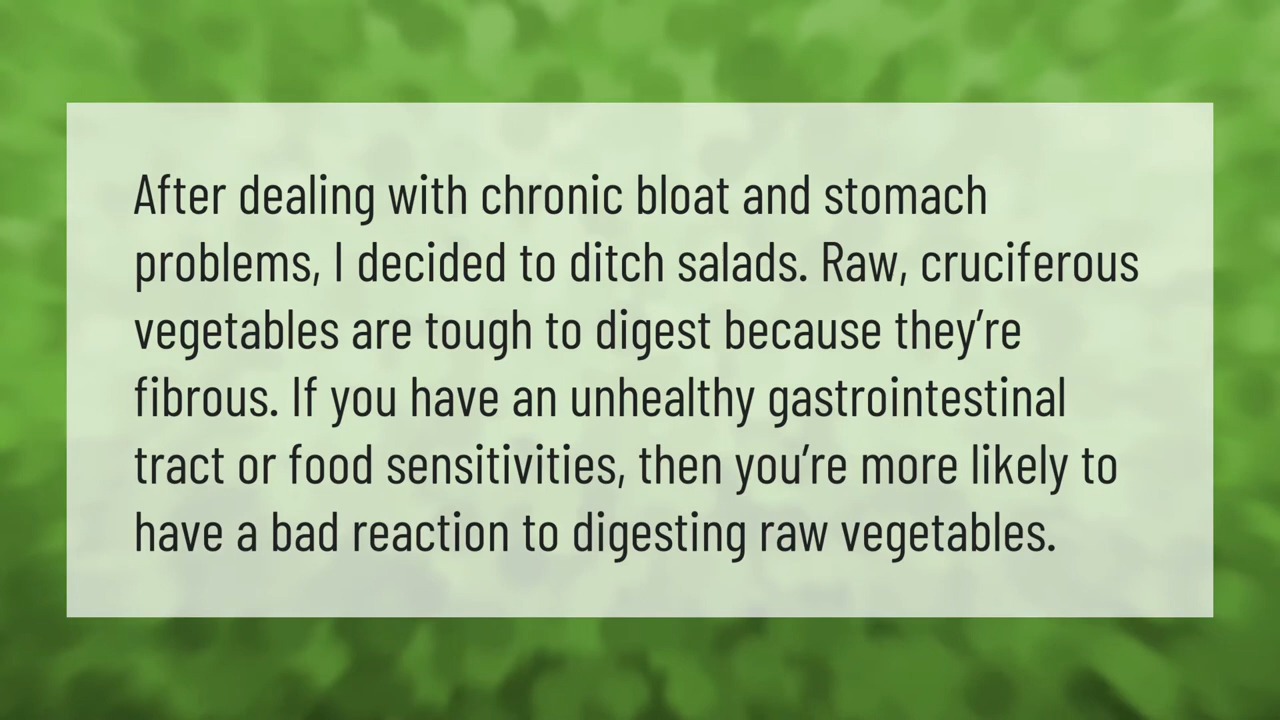 After dealing with chronic bloat and stomach
problems, I decided to ditch salads. Raw, cruciferous
vegetables are tough to digest because they’re
fibrous. If you have an unhealthy gastrointestinal
tract or food sensitivities, then you’re more likely to
have a bad reaction to digesting raw vegetables.